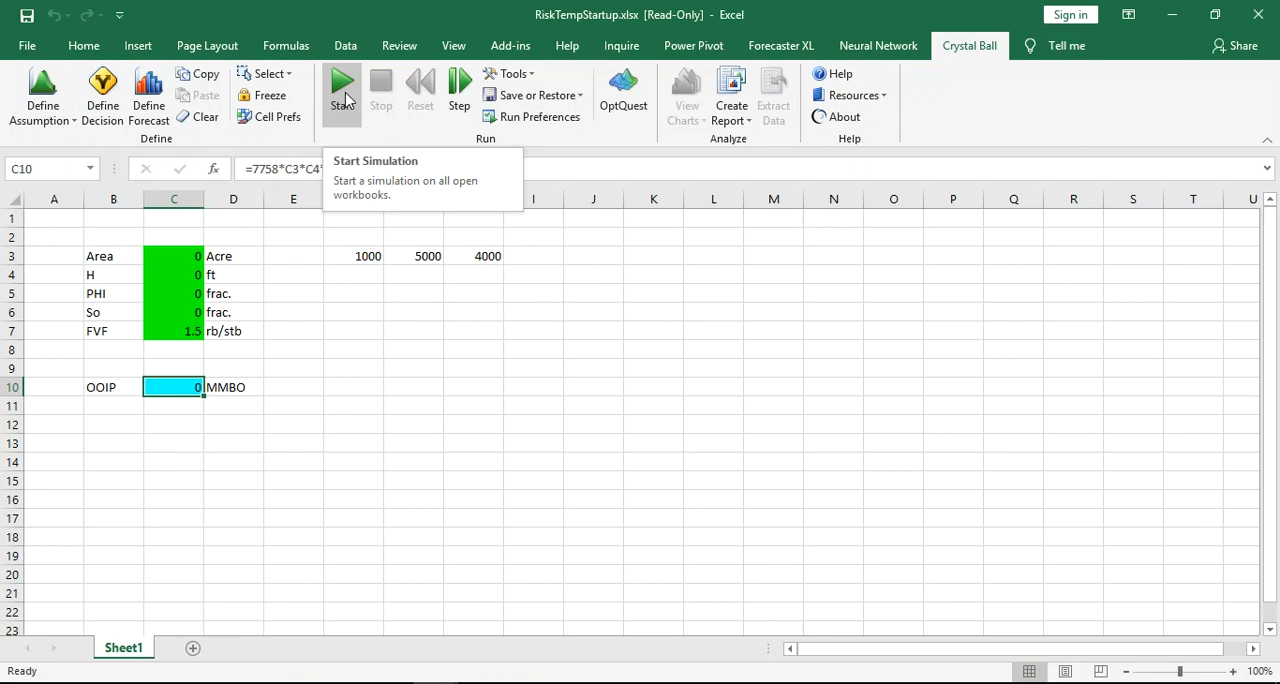 RiskTempStartup.xlsx [Read-Only] - Excel
Sign in
File Home Insert Page Layout Formulas Data Review View Add-ins Help Inquire Power Pivot Forecaster XL Neural Network Crystal Ball Tell me Share
Define Assumption
Define Decision
Define Forecast
Copy
Paste
Clear
Select
Freeze
Cell Prefs
Define
Start
Stop
Reset
Step
Tools
Save or Restore
Run Preferences
Run
OptQuest
View Charts
Create Report
Extract Data
Analyze
Help
Resources
About
Help
C10 fx =7758*C3*C4*
Start Simulation
Start a simulation on all open
workbooks.
A B C D E I J K L M N O P Q R S T U
1
2
3 Area 0 Acre 1000 5000 4000
4 H 0 ft
5 PHI 0 frac.
6 So 0 frac.
7 FVF 1.5 rb/stb
8
9
10 OOIP 0 MMBO
11
12
13
14
15
16
17
18
19
20
21
22
23
Sheet1
Ready 100%